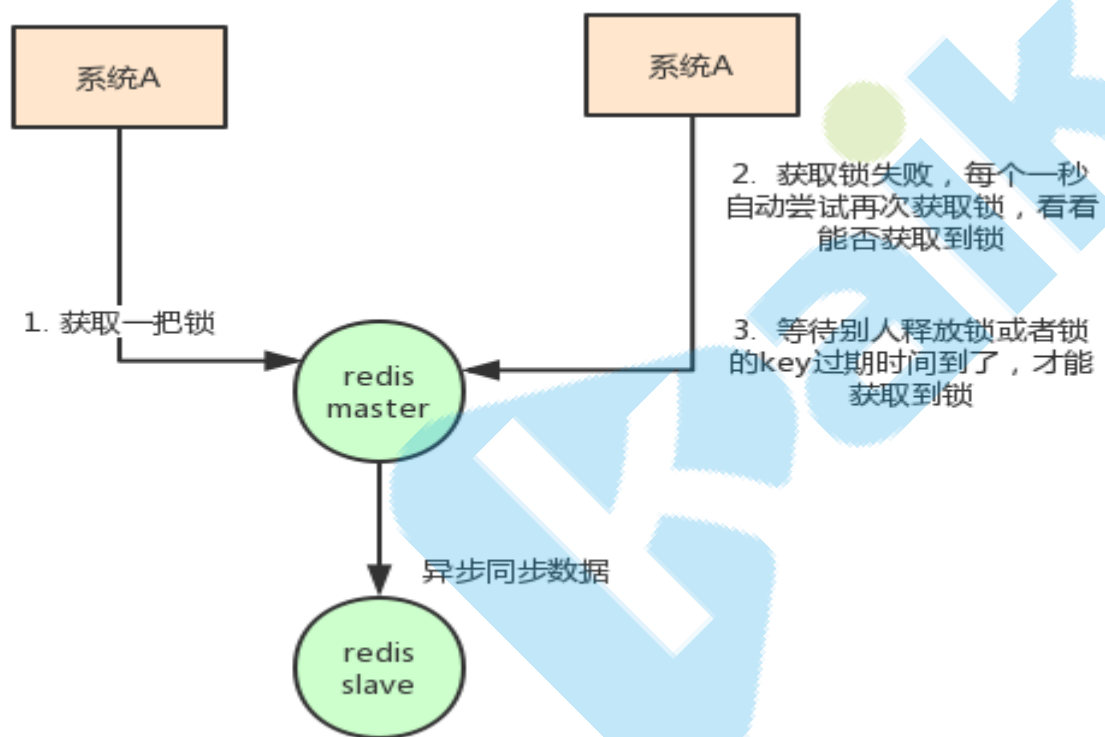 系统A
系统A
2. 获取锁失败，每个一秒
自动尝试再次获取锁，看看
能否获取到锁
1. 获取一把锁
3. 等待别人释放锁或者锁
的key过期时间到了，才能
获取到锁
redis
master
异步同步数据
redis
slave
kaik